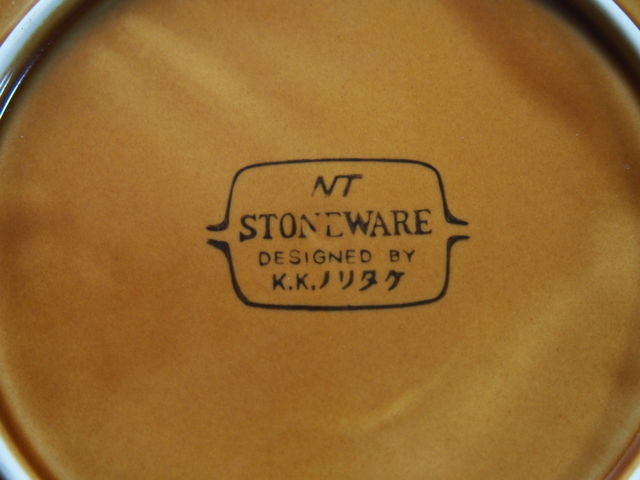 NT
STONEWARE
DESIGNED BY
K.K.ノリタケ